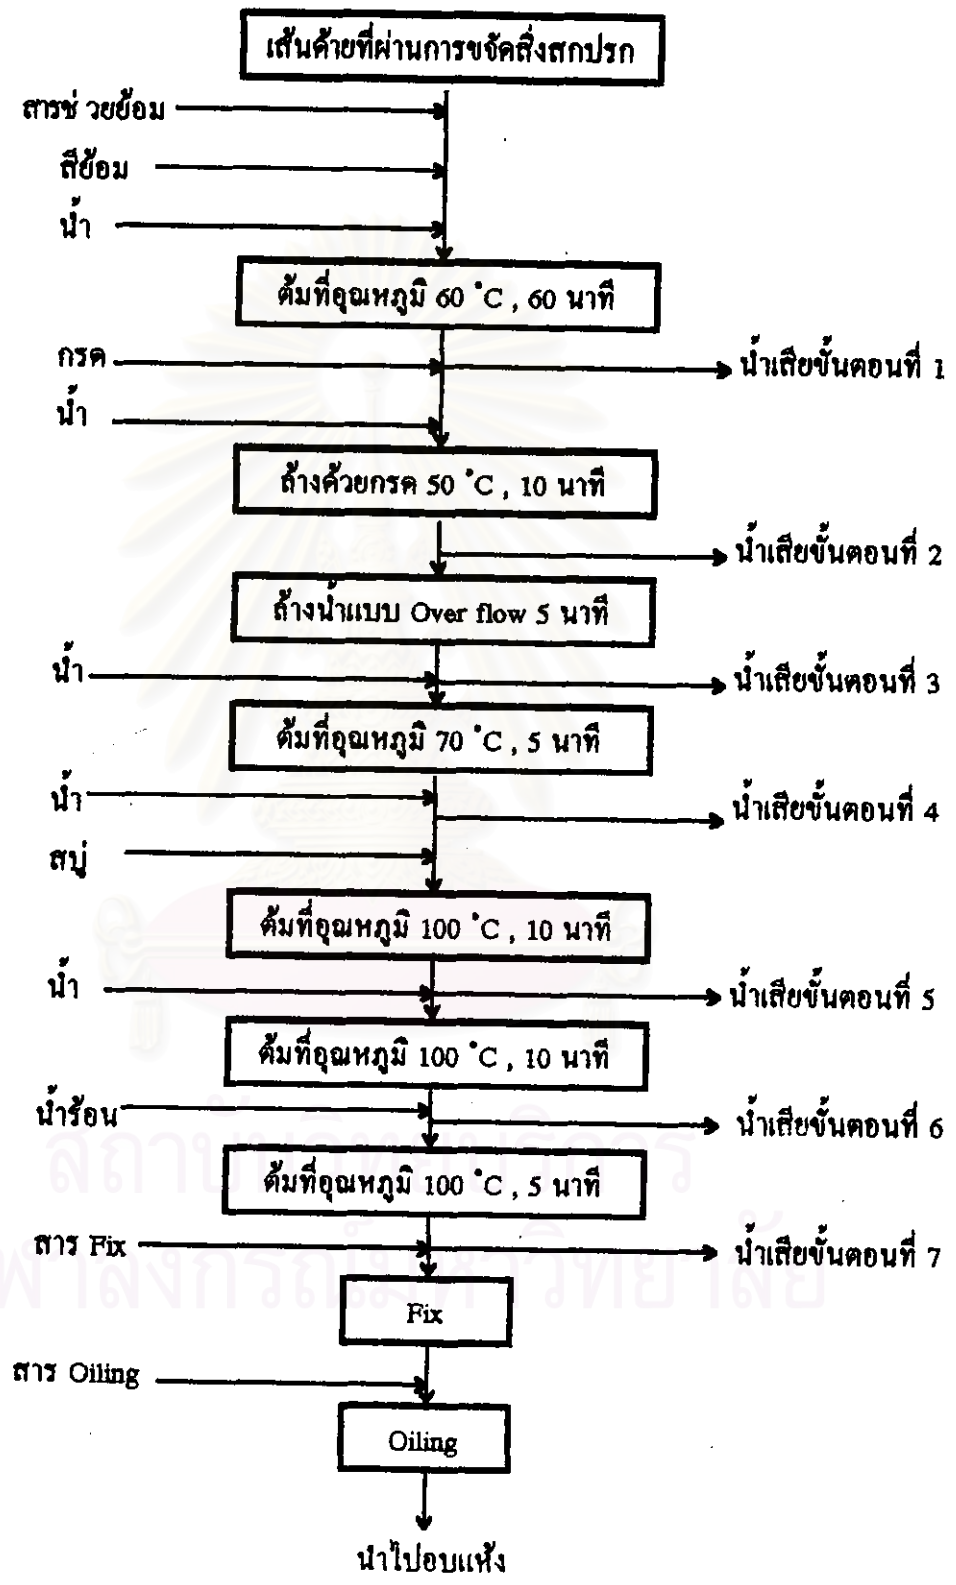 เส้นด้ายที่ผ่านการขจัดสิ่งสกปรก
สารช่วยย้อม
สีย้อม
น้ำ
ต้มที่อุณหภูมิ 60 °C , 60 นาที
กรด
น้ำเสียขั้นตอนที่ 1
น้ำ
ล้างด้วยกรด 50 °C , 10 นาที
น้ำเสียขั้นตอนที่ 2
ล้างน้ำแบบ Over flow 5 นาที
น้ำ
น้ำเสียขั้นตอนที่ 3
ต้มที่อุณหภูมิ 70 °C , 5 นาที
น้ำ
น้ำเสียขั้นตอนที่ 4
สบู่
ต้มที่อุณหภูมิ 100 °C , 10 นาที
น้ำ
น้ำเสียขั้นตอนที่ 5
ต้มที่อุณหภูมิ 100 °C , 10 นาที
น้ำร้อน
น้ำเสียขั้นตอนที่ 6
ต้มที่อุณหภูมิ 100 °C , 5 นาที
สาร Fix
น้ำเสียขั้นตอนที่ 7
Fix
สาร Oiling
Oiling
นำไปอบแห้ง